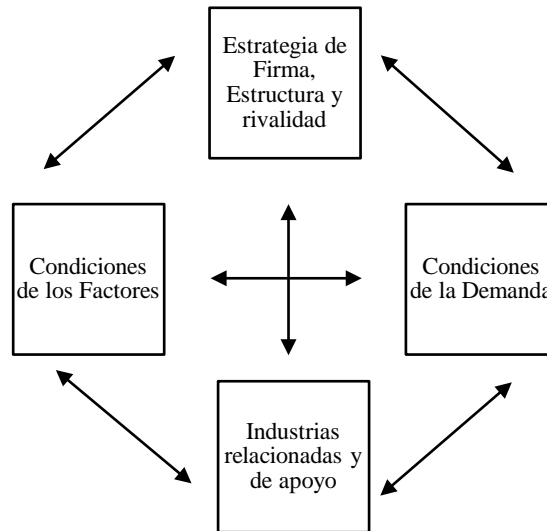 Estrategia de
Firma,
Estructura y
rivalidad
Condiciones
de los Factores
Condiciones
de la Demanda
Industrias
relacionadas y
de apoyo